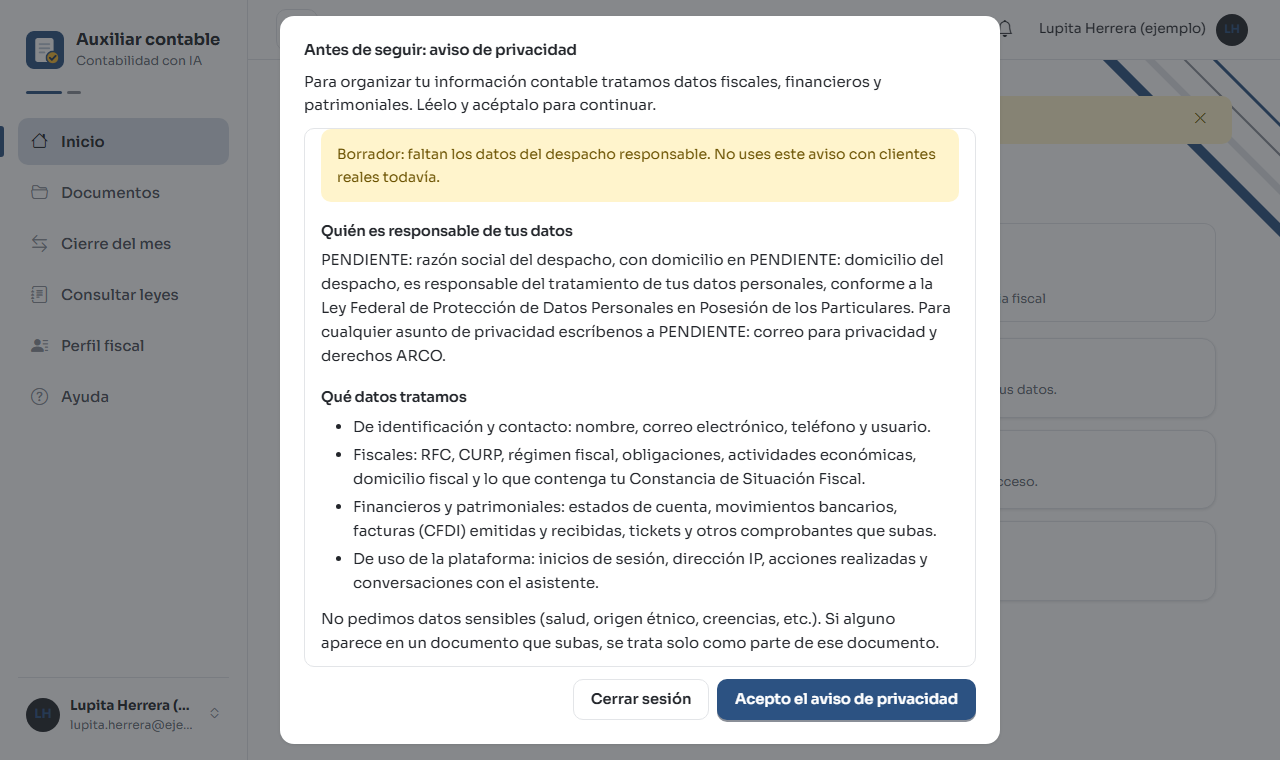 Auxiliar contable
Contabilidad con IA
Inicio
Documentos
Cierre del mes
Consultar leyes
Perfil fiscal
Ayuda
LH
Lupita Herrera (...
lupita.herrera@eje...
Lupita Herrera (ejemplo)
LH
a fiscal
us datos.
cceso.
Antes de seguir: aviso de privacidad
Para organizar tu información contable tratamos datos fiscales, financieros y
patrimoniales. Léelo y acéptalo para continuar.
Borrador: faltan los datos del despacho responsable. No uses este aviso con clientes
reales todavía.
Quién es responsable de tus datos
PENDIENTE: razón social del despacho, con domicilio en PENDIENTE: domicilio del
despacho, es responsable del tratamiento de tus datos personales, conforme a la
Ley Federal de Protección de Datos Personales en Posesión de los Particulares. Para
cualquier asunto de privacidad escríbenos a PENDIENTE: correo para privacidad y
derechos ARCO.
Qué datos tratamos
• De identificación y contacto: nombre, correo electrónico, teléfono y usuario.
• Fiscales: RFC, CURP, régimen fiscal, obligaciones, actividades económicas,
domicilio fiscal y lo que contenga tu Constancia de Situación Fiscal.
• Financieros y patrimoniales: estados de cuenta, movimientos bancarios,
facturas (CFDI) emitidas y recibidas, tickets y otros comprobantes que subas.
• De uso de la plataforma: inicios de sesión, dirección IP, acciones realizadas y
conversaciones con el asistente.
No pedimos datos sensibles (salud, origen étnico, creencias, etc.). Si alguno
aparece en un documento que subas, se trata solo como parte de ese documento.
Cerrar sesión
Acepto el aviso de privacidad